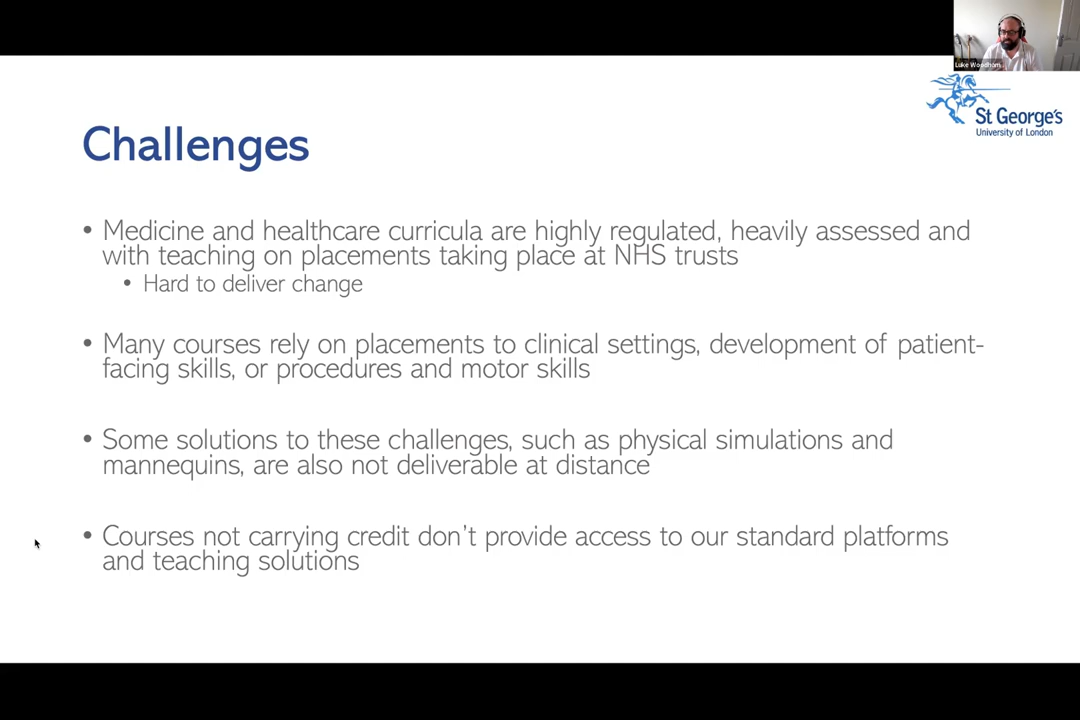 Luke Woodham
St George's
University of London
Challenges
• Medicine and healthcare curricula are highly regulated, heavily assessed and
with teaching on placements taking place at NHS trusts
• Hard to deliver change
• Many courses rely on placements to clinical settings, development of patient-
facing skills, or procedures and motor skills
• Some solutions to these challenges, such as physical simulations and
mannequins, are also not deliverable at distance
• Courses not carrying credit don't provide access to our standard platforms
and teaching solutions